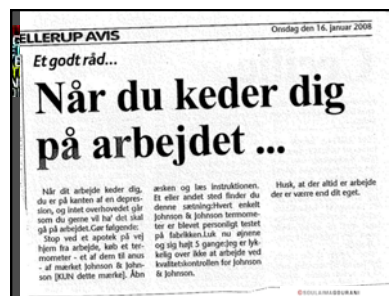 GELLERUP AVIS
Onsdag den 16. januar 2008
Et godt råd...
Når du keder dig
på arbejdet ...
Når dit arbejde keder dig,
du er på kanten af en depres-
sion, og intet overhovedet går
som du gerne vil ha' det skal
gå på arbejdet.Gør følgende:
Stop ved et apotek på vej
hjem fra arbejde, køb et ter-
mometer - et af dem til anus
- af mærket Johnson & John-
son [KUN dette mærke]. Åbn
æsken og læs instruktionen.
Et eller andet sted finder du
denne sætning:Hvert enkelt
Johnson & Johnson termome-
ter er blevet personligt testet
på fabrikken.Luk nu øjnene
og sig højt 5 gange:Jeg er lyk-
kelig over ikke at arbejde ved
kvalitetskontrollen for Johnson
& Johnson.
Husk, at der altid er arbejde
der er værre end dit eget.